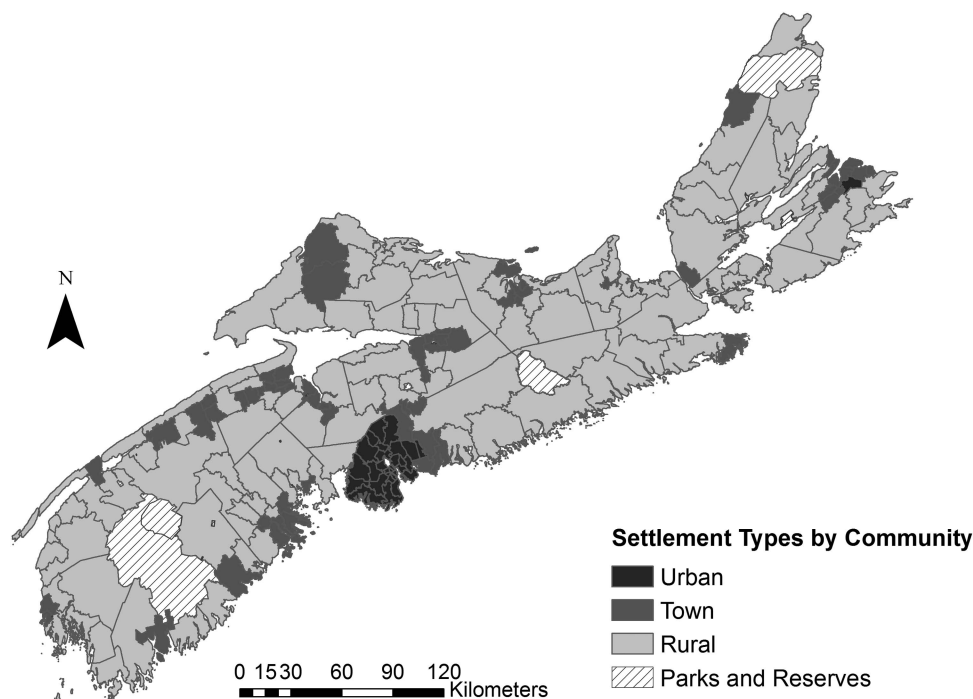 N
Settlement Types by Community
Urban
Town
Rural
Parks and Reserves
0 15 30 60 90 120
Kilometers